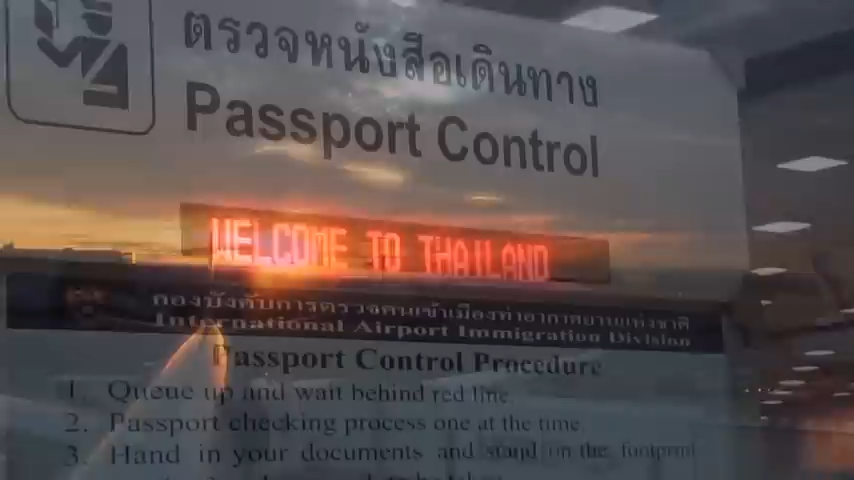 ตรวจหนังสือเดินทาง
Passport Control
WELCOME TO THAILAND
กองบังคับการตรวจคนเข้าเมืองท่าอากาศยานแห่งชาติ
International Airport Immigration Division
Passport Control Procedure
1. Queue up and wait behind red line
2. Passport checking process one at the time.
3. Hand in your documents and stand on the footprint